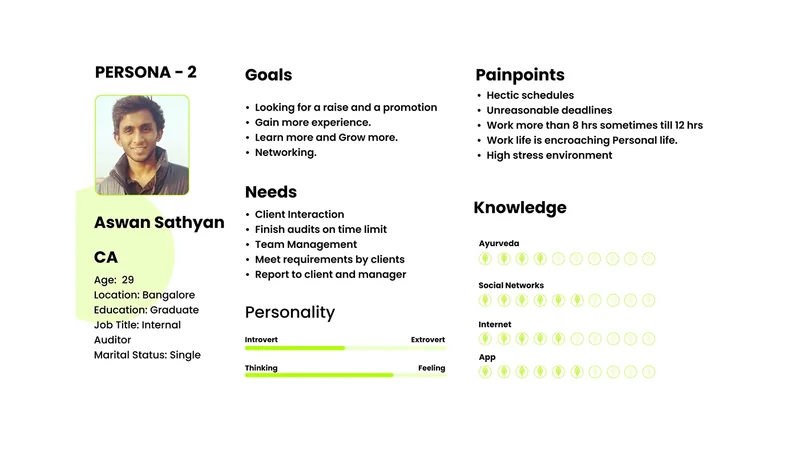 PERSONA - 2
Aswan Sathyan
CA
Age: 29
Location: Bangalore
Education: Graduate
Job Title: Internal
Auditor
Marital Status: Single
Goals
• Looking for a raise and a promotion
• Gain more experience.
• Learn more and Grow more.
• Networking.
Needs
• Client Interaction
• Finish audits on time limit
• Team Management
• Meet requirements by clients
• Report to client and manager
Personality
Introvert Extrovert
Thinking Feeling
Painpoints
• Hectic schedules
• Unreasonable deadlines
• Work more than 8 hrs sometimes till 12 hrs
• Work life is encroaching Personal life.
• High stress environment
Knowledge
Ayurveda
Social Networks
Internet
App